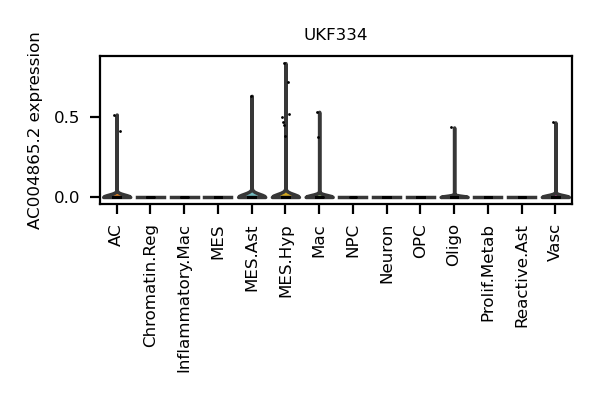 UKF334
AC004865.2 expression
0.5
0.0
AC
Chromatin.Reg
Inflammatory.Mac
MES
MES.Ast
MES.Hyp
Mac
NPC
Neuron
OPC
Oligo
Prolif.Metab
Reactive.Ast
Vasc